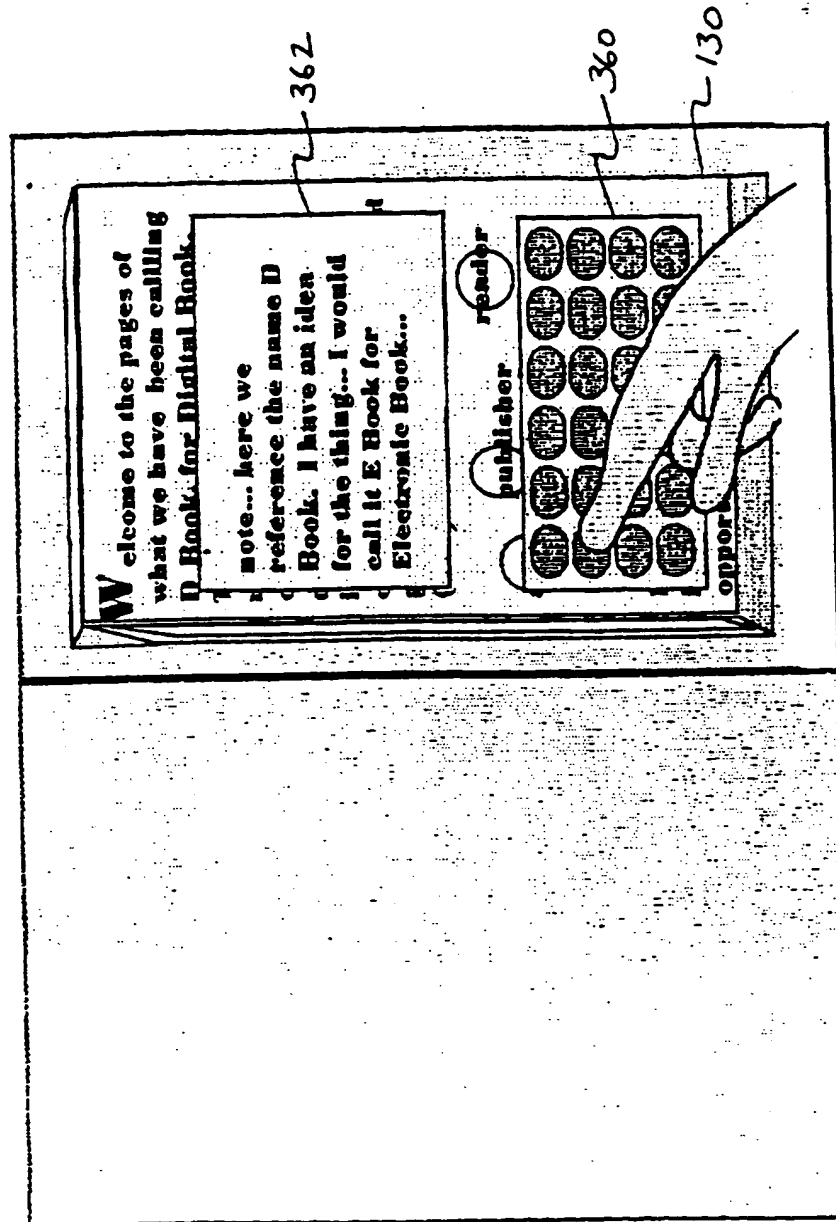 Welcome to the pages of
what we have been callling
D Book, for Digital Book.
note... here we
reference the name D
Book. I have an idea
for the thing... I would
call it E Book for
Electronic Book...
publisher
reader
oppor
362
360
130